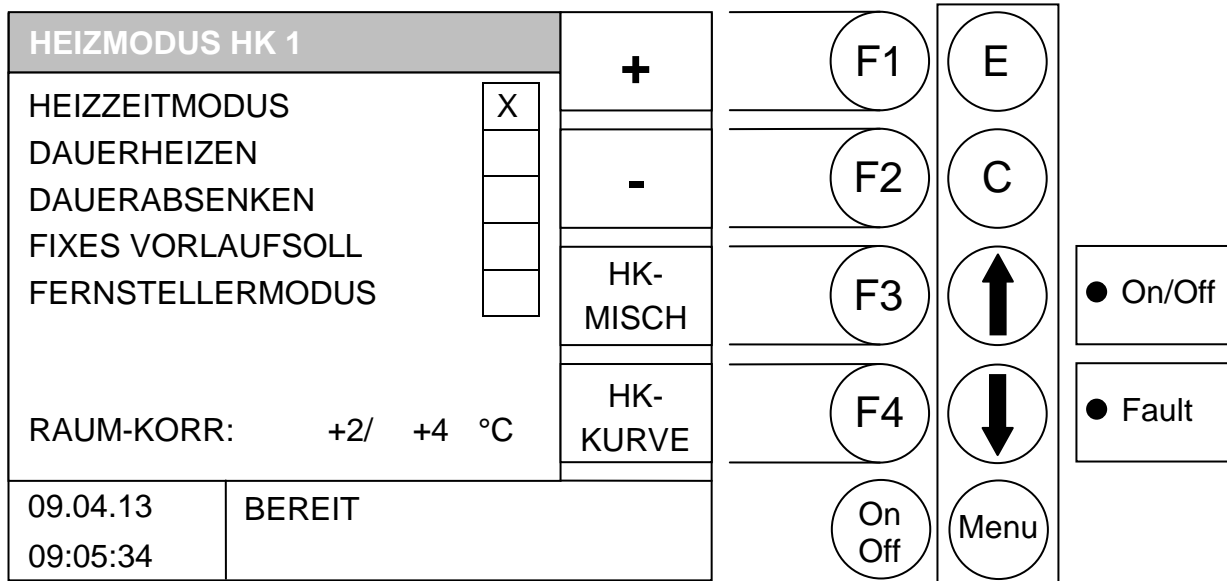 HEIZMODUS HK 1
HEIZZEITMODUS X
DAUERHEIZEN
DAUERABSENKEN
FIXES VORLAUFSOLL
FERNSTELLERMODUS
RAUM-KORR: +2/ +4 °C
09.04.13
09:05:34
BEREIT
+
-
HK-
MISCH
HK-
KURVE
F1
F2
F3
F4
On
Off
E
C
Menu
On/Off
Fault